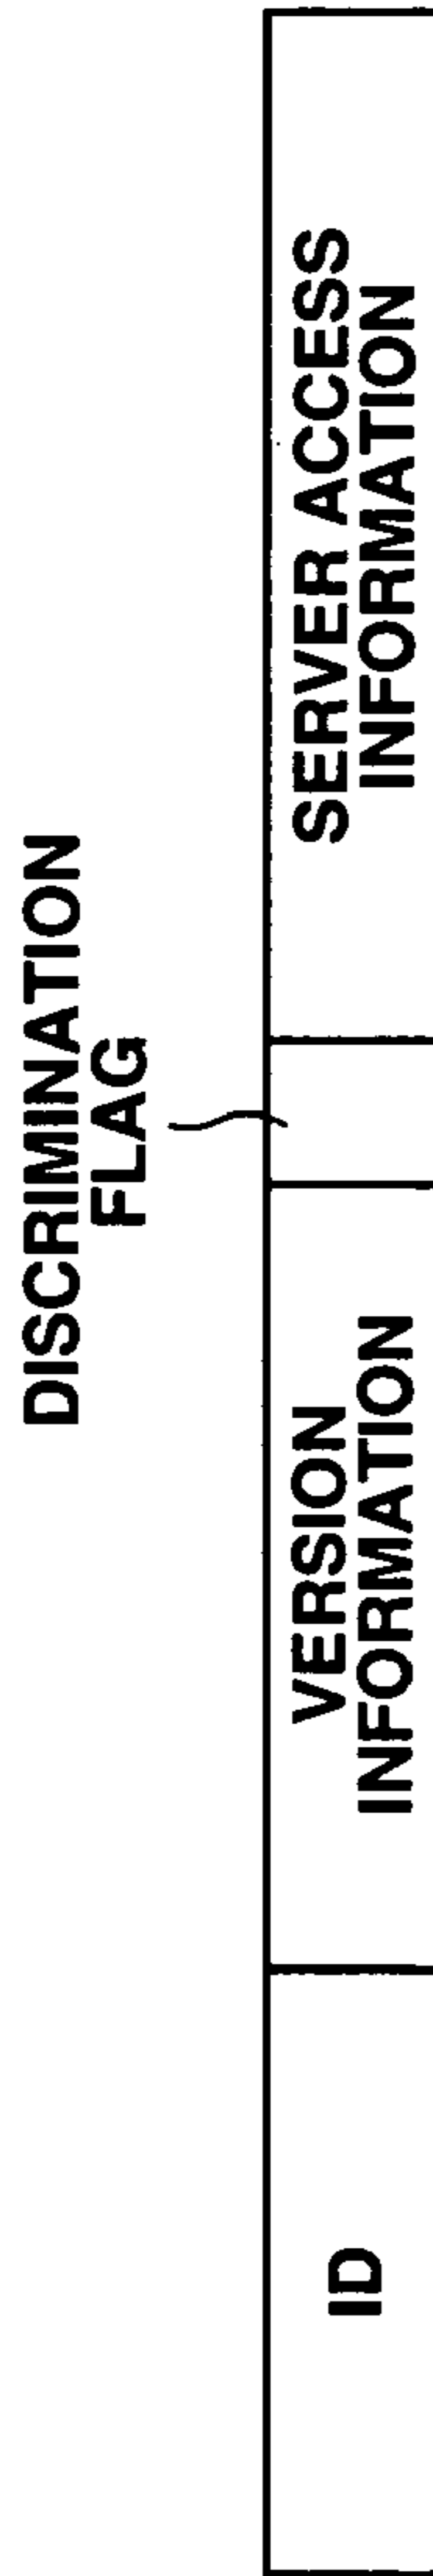 DISCRIMINATION
FLAG
ID
VERSION
INFORMATION
SERVER ACCESS
INFORMATION